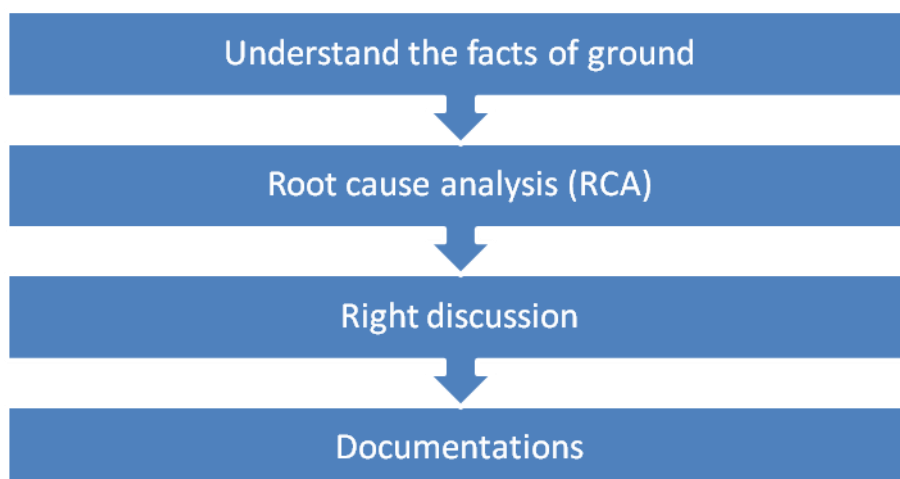 Understand the facts of ground
Root cause analysis (RCA)
Right discussion
Documentations